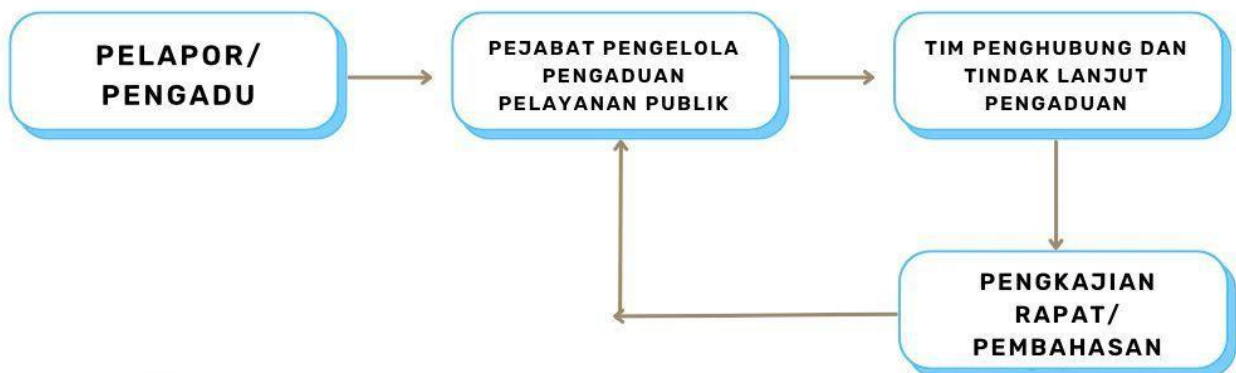 PELAPOR/
PENGADU
PEJABAT PENGELOLA
PENGADUAN
PELAYANAN PUBLIK
TIM PENGHUBUNG DAN
TINDAK LANJUT
PENGADUAN
PENGKAJIAN
RAPAT/
PEMBAHASAN